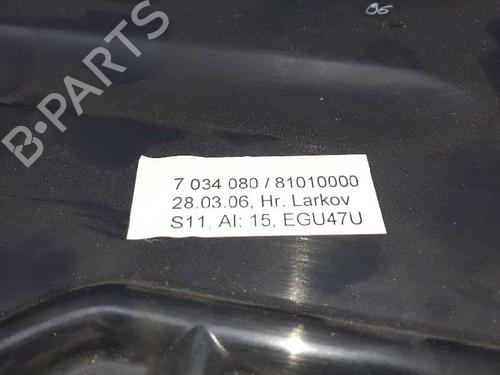 B-PARTS
06
7 034 080 / 81010000
28.03.06, Hr. Larkov
S11, AI: 15, EGU47U